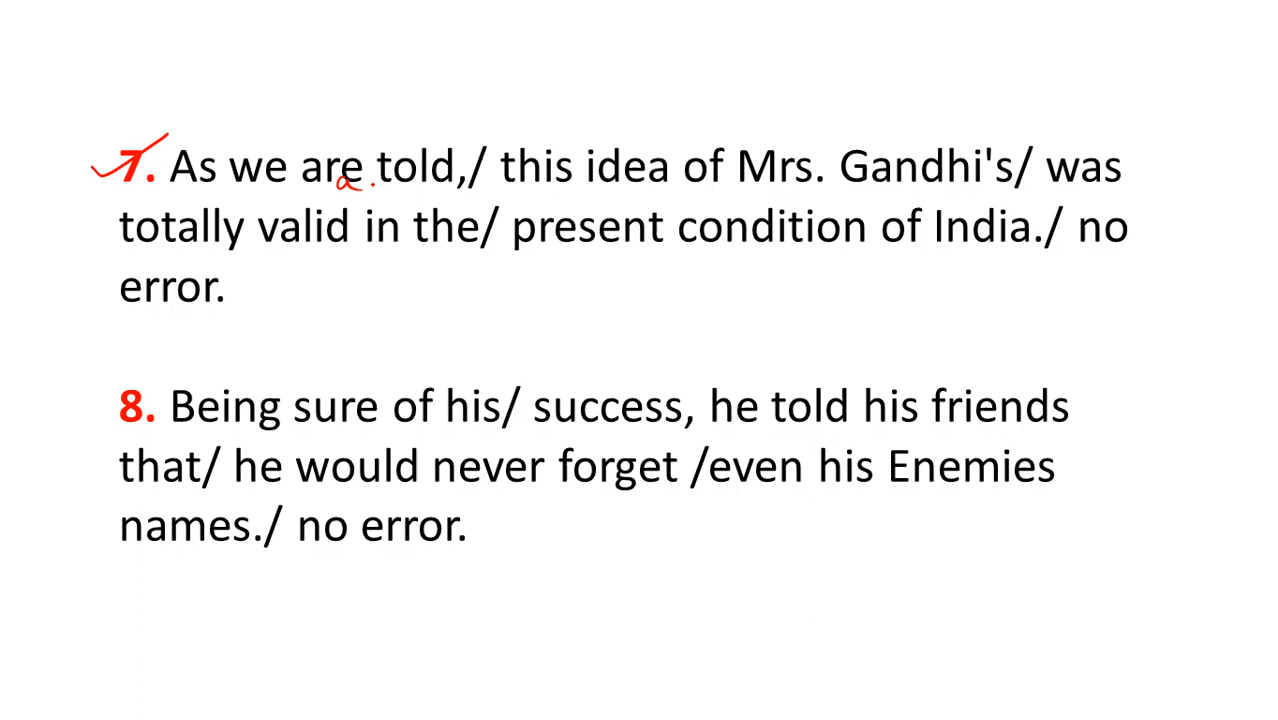 7. As we are told,/ this idea of Mrs. Gandhi's/ was
a.
totally valid in the/ present condition of India./ no
error.
8. Being sure of his/ success, he told his friends
that/ he would never forget /even his Enemies
names./ no error.